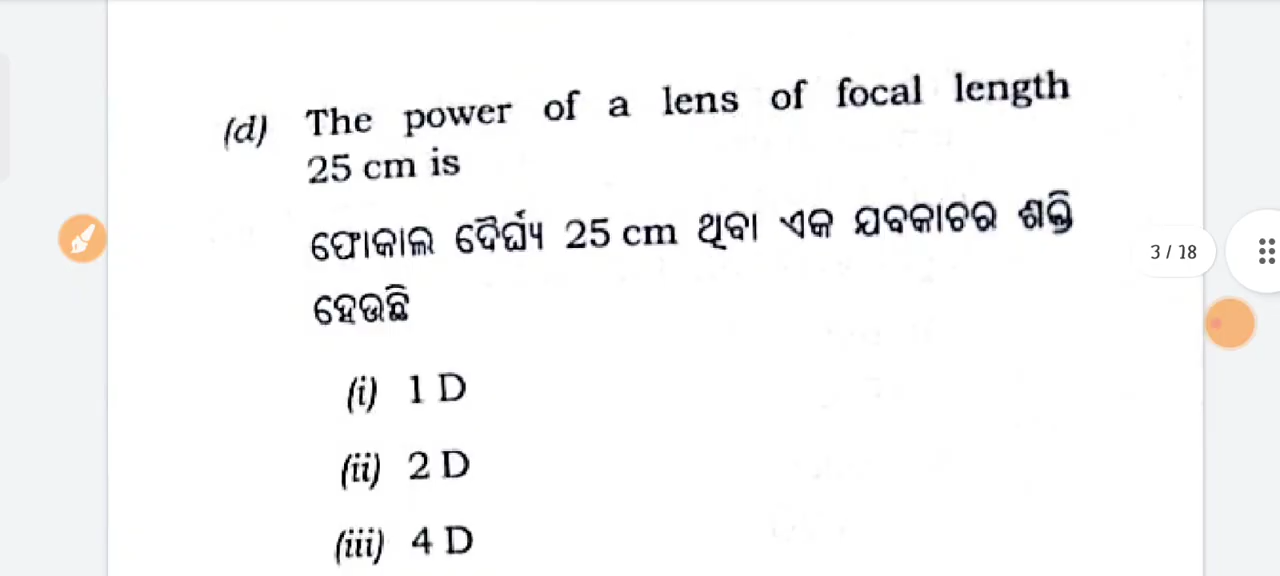 (d) The power of a lens of focal length
25 cm is
ଫୋକାଲ ଦୈର୍ଘ୍ୟ 25 cm ଥିବା ଏକ ଯବକାଚର ଶକ୍ତି
ହେଉଛି
3 / 18
(i) 1 D
(ii) 2 D
(iii) 4 D